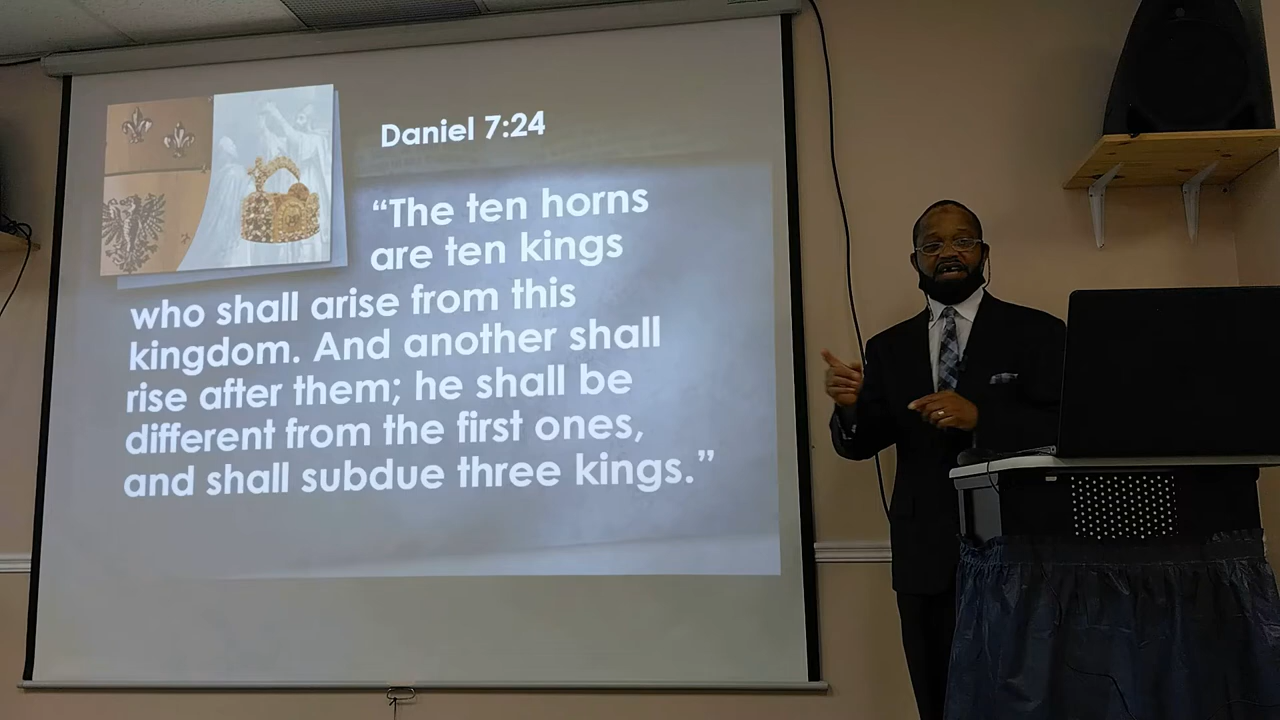 Daniel 7:24
“The ten horns
are ten kings
who shall arise from this
kingdom. And another shall
rise after them; he shall be
different from the first ones,
and shall subdue three kings.”